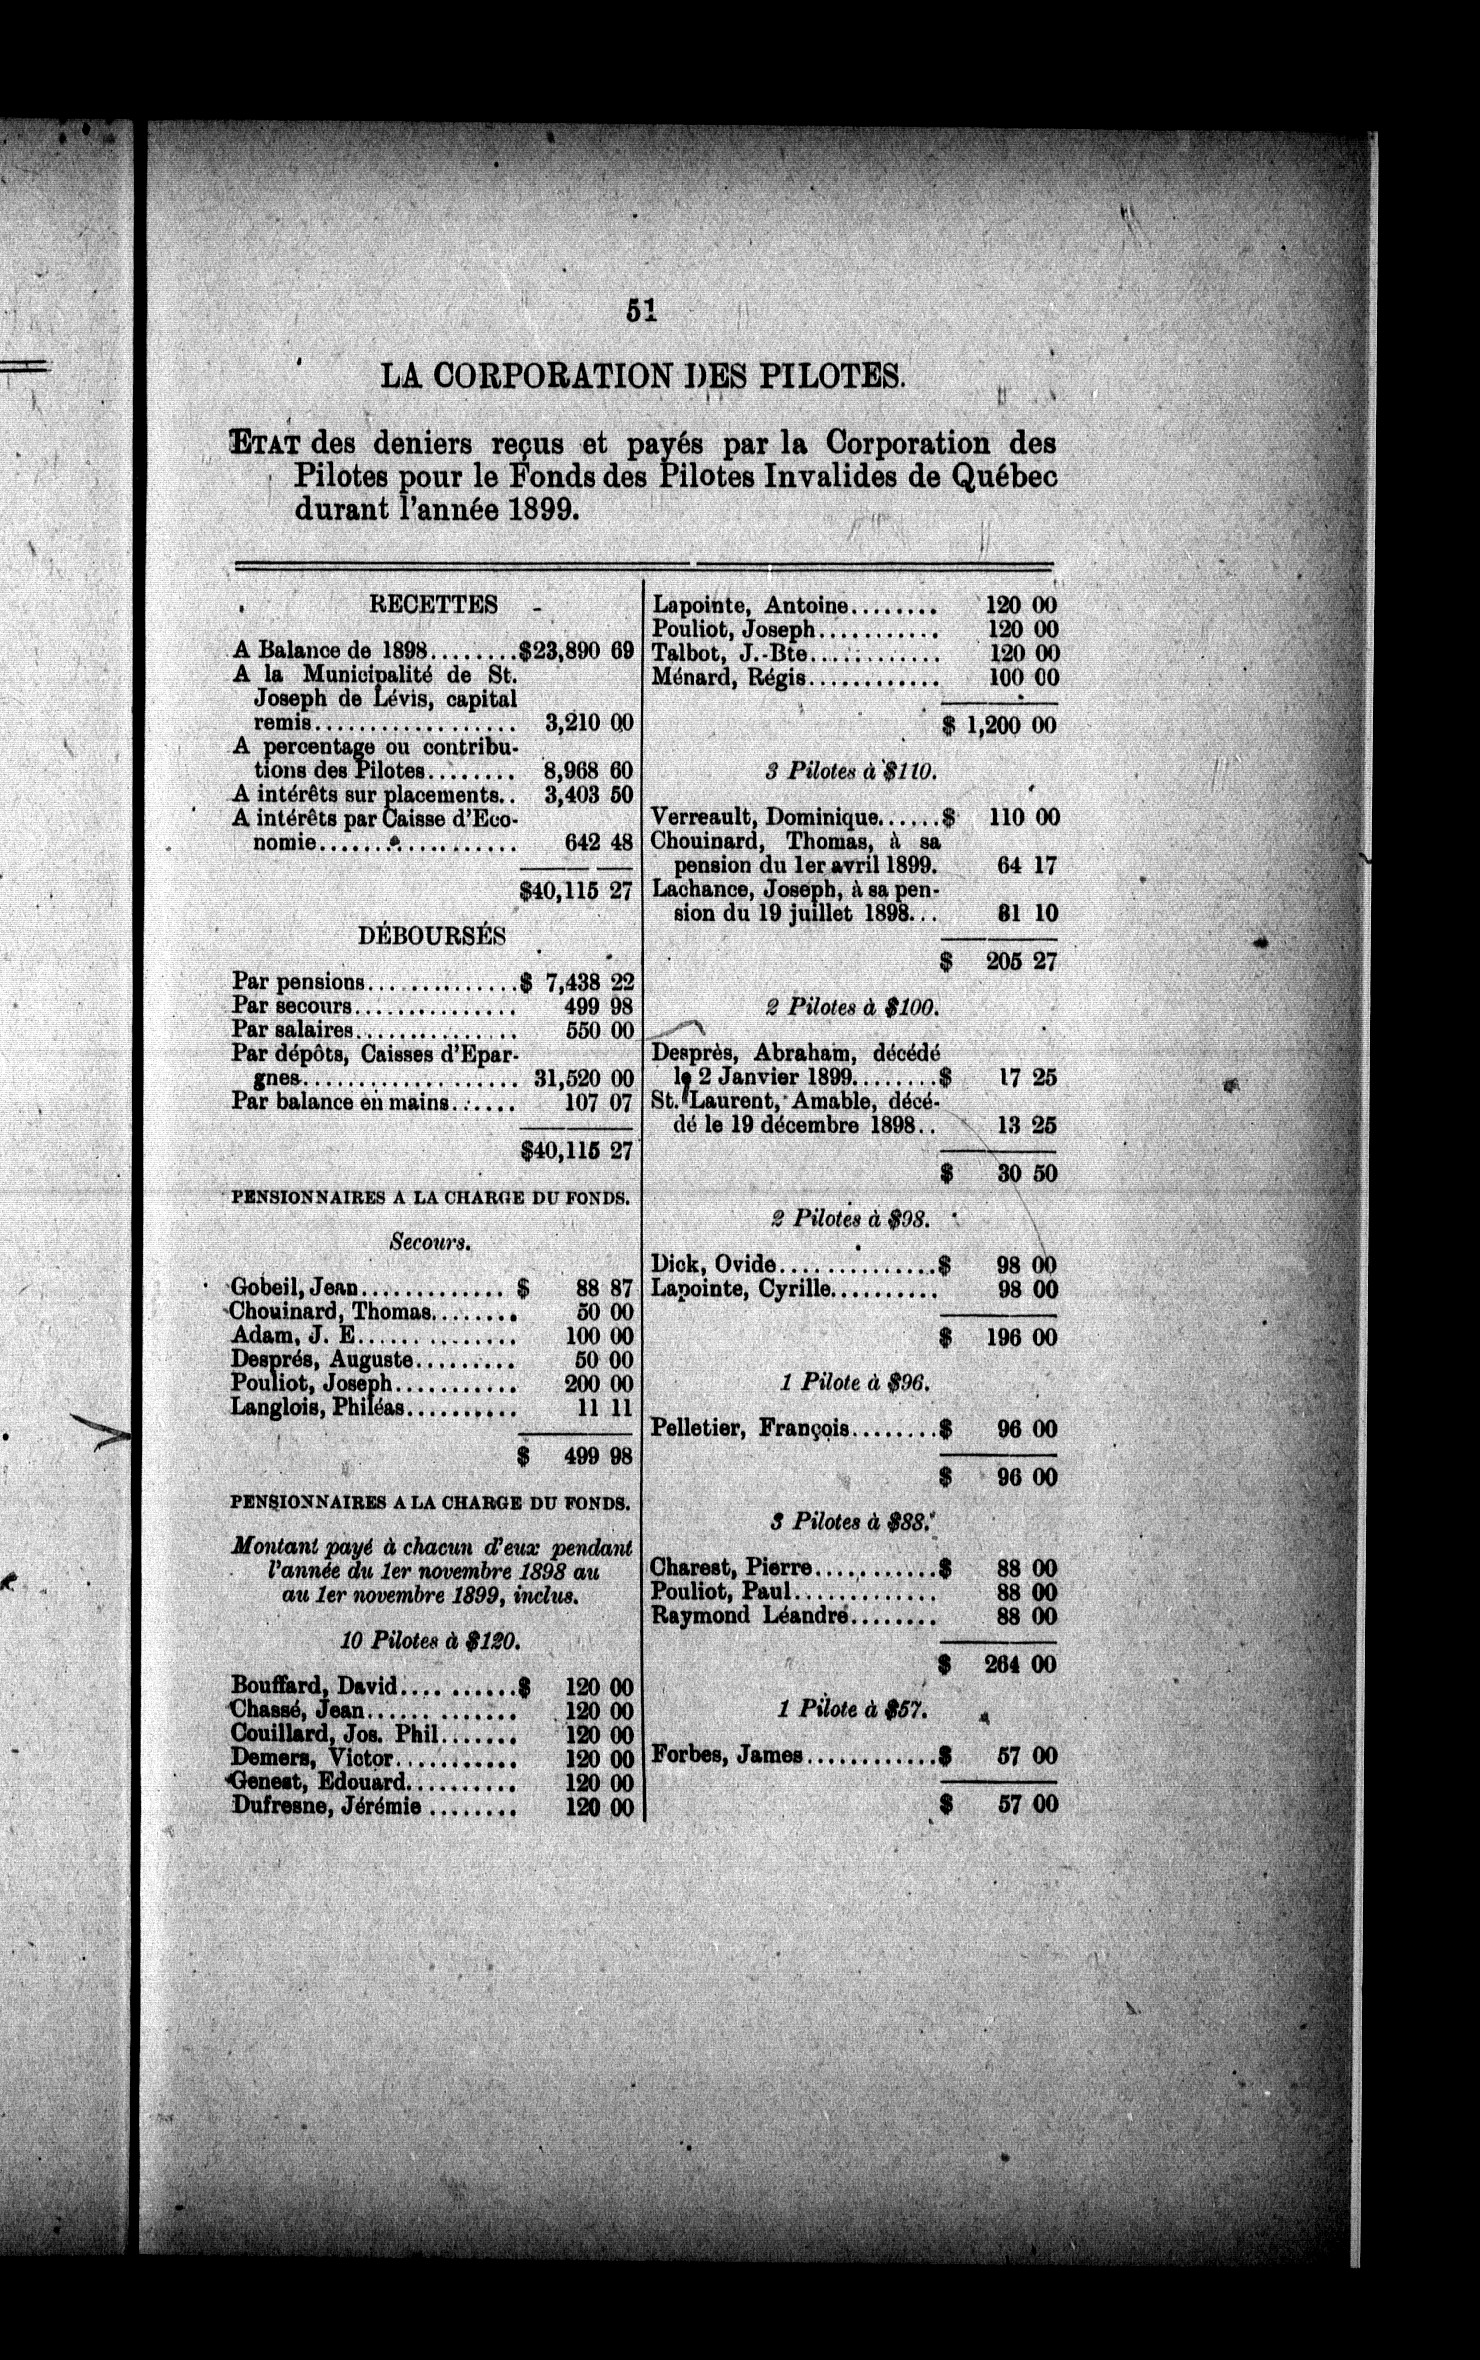 51
LA CORPORATION DES PILOTES.
ETAT des deniers reçus et payés par la Corporation des
Pilotes pour le Fonds des Pilotes Invalides de Québec
durant l'année 1899.
RECETTES
A Balance de 1898........$23,890 69
A la Municipalité de St.
Joseph de Lévis, capital
remis.................. 3,210 00
A percentage ou contribu-
tions des Pilotes........ 8,968 60
A intérêts sur placements.. 3,403 50
A intérêts par Caisse d'Eco-
nomie.................. 642 48
$40,115 27
DÉBOURSÉS
Par pensions..............$ 7,438 22
Par secours............... 499 98
Par salaires............... 550 00
Par dépôts, Caisses d'Epar-
gnes.................... 31,520 00
Par balance en mains...... 107 07
$40,115 27
PENSIONNAIRES A LA CHARGE DU FONDS.
Secours.
Gobeil, Jean............. $ 88 87
Chouinard, Thomas........ 50 00
Adam, J. E............... 100 00
Després, Auguste......... 50 00
Pouliot, Joseph........... 200 00
Langlois, Philéas.......... 11 11
$ 499 98
PENSIONNAIRES A LA CHARGE DU FONDS.
Montant payé à chacun d'eux pendant
l'année du 1er novembre 1898 au
au 1er novembre 1899, inclus.
10 Pilotes à $120.
Bouffard, David..........$ 120 00
Chassé, Jean............. 120 00
Couillard, Jos. Phil....... 120 00
Demers, Victor........... 120 00
Genest, Edouard.......... 120 00
Dufresne, Jérémie ........ 120 00
Lapointe, Antoine........ 120 00
Pouliot, Joseph........... 120 00
Talbot, J.-Bte............ 120 00
Ménard, Régis............ 100 00
$ 1,200 00
3 Pilotes à $110.
Verreault, Dominique......$ 110 00
Chouinard, Thomas, à sa
pension du 1er avril 1899. 64 17
Lachance, Joseph, à sa pen-
sion du 19 juillet 1898... 31 10
$ 205 27
2 Pilotes à $100.
Desprès, Abraham, décédé
le 2 Janvier 1899........$ 17 25
St. Laurent, Amable, décé-
dé le 19 décembre 1898.. 13 25
$ 30 50
2 Pilotes à $98.
Dick, Ovide..............$ 98 00
Lapointe, Cyrille.......... 98 00
$ 196 00
1 Pilote à $96.
Pelletier, François........$ 96 00
$ 96 00
3 Pilotes à $88.
Charest, Pierre...........$ 88 00
Pouliot, Paul............. 88 00
Raymond Léandre........ 88 00
$ 264 00
1 Pilote à $57.
Forbes, James............$ 57 00
$ 57 00